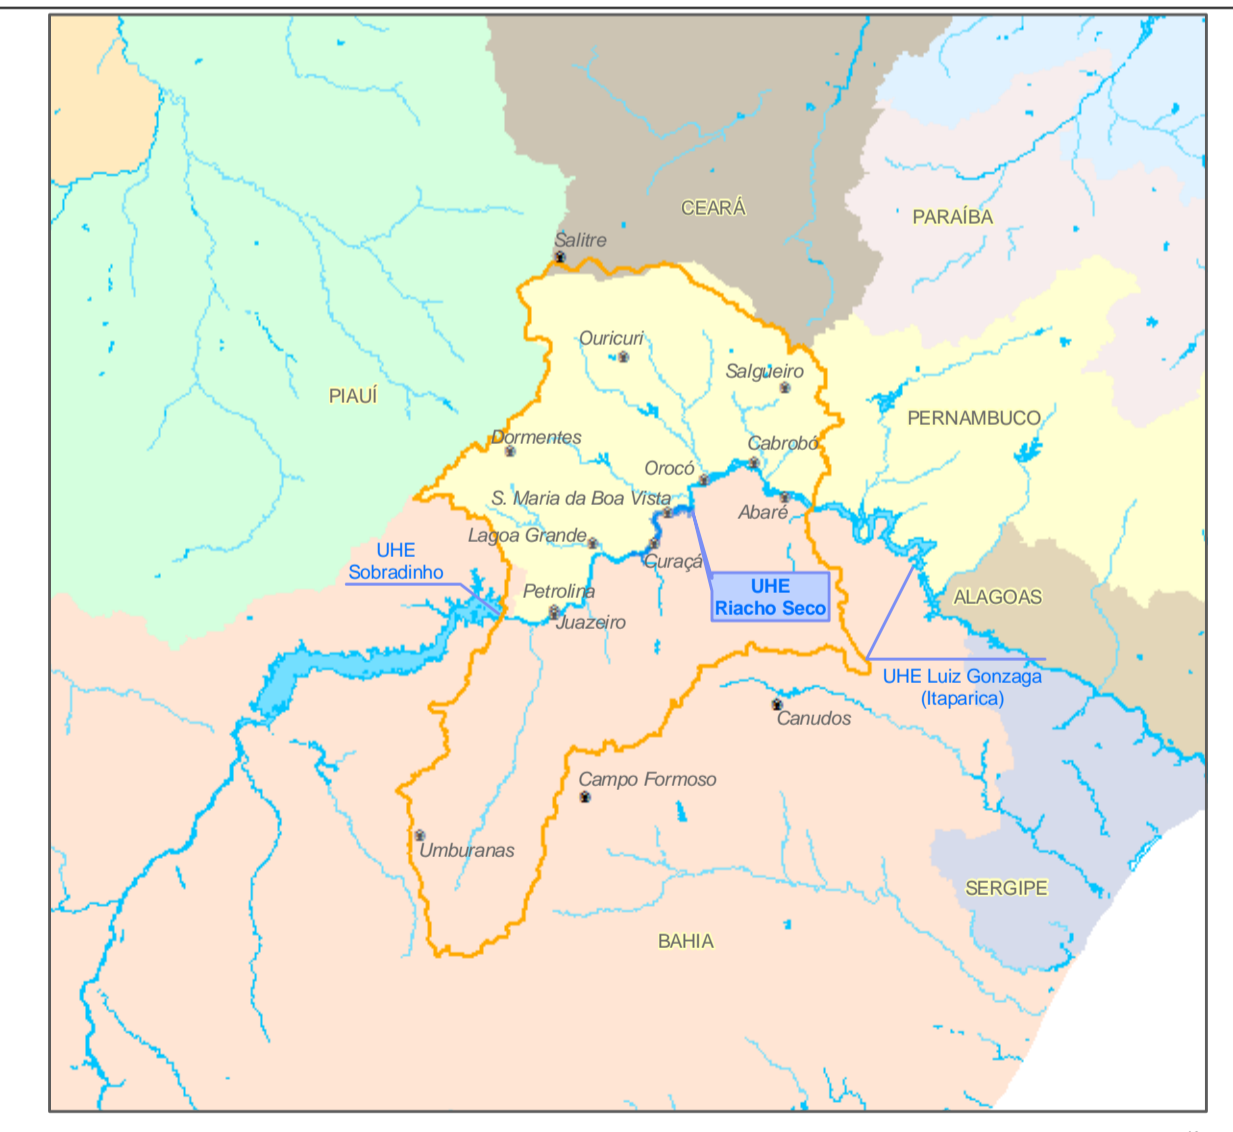 CEARÁ
PARAÍBA
Salitre
Ouricuri
Salgueiro
PIAUÍ
PERNAMBUCO
Dormentes
Cabrobó
Orocó
S. Maria da Boa Vista
Abaré
Lagoa Grande
UHE
Sobradinho
Curaçá
UHE
Riacho Seco
Petrolina
Juazeiro
ALAGOAS
UHE Luiz Gonzaga
(Itaparica)
Canudos
Campo Formoso
Umburanas
SERGIPE
BAHIA